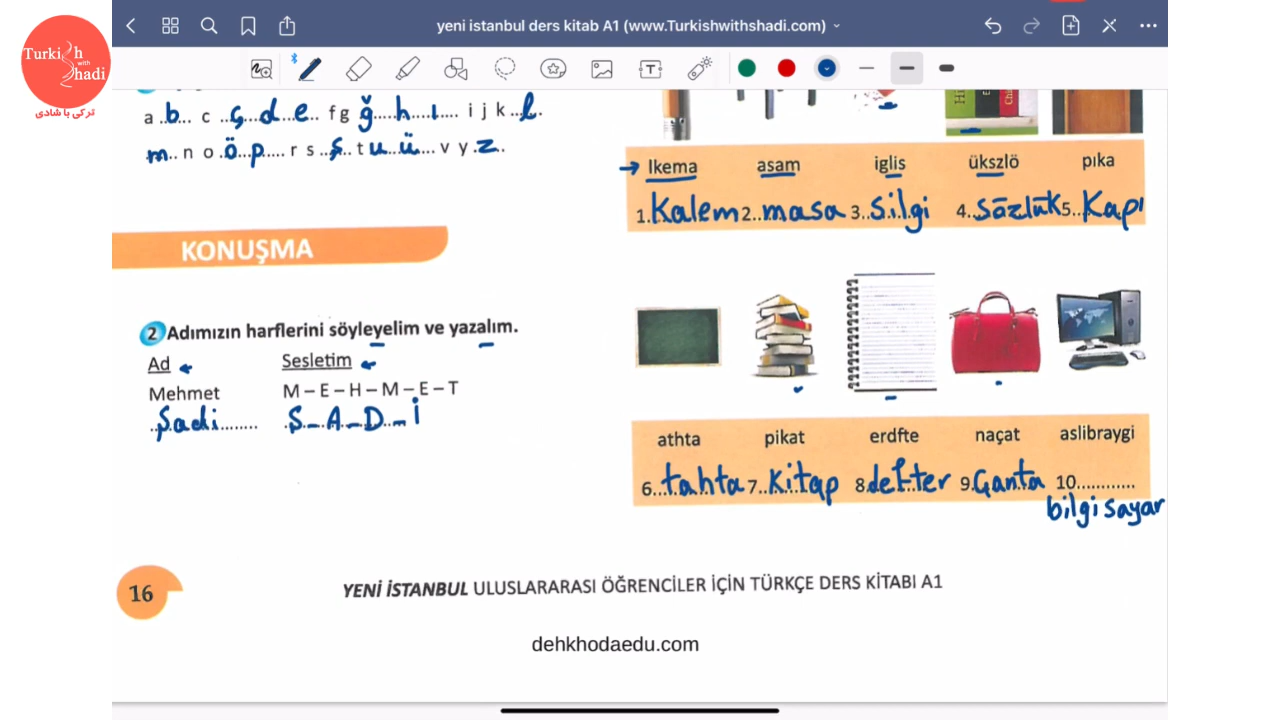 yeni istanbul ders kitab A1 (www.Turkishwithshadi.com)
Turkish
with
Shadi
ترکی با شادی
a ..b... c ..ç...d...e.. f g ğ....h...ı.... i j k ..l.
m.. n o .ö...p..... r s ..ş.. t u...ü... v y .z..
→ lkema asam iglis ükszlö pıka
1.Kalem 2..masa 3..Silgi 4..Sözlük 5...Kapı
KONUŞMA
2 Adımızın harflerini söyleyelim ve yazalım.
Ad Sesletim
Mehmet M – E – H – M – E – T
..Şadi........ .Ş – A – D – İ
athta pikat erdfte naçat aslibraygi
6...tahta 7..Kitap 8.defter 9.Çanta 10............
bilgisayar
16
YENİ İSTANBUL ULUSLARARASI ÖĞRENCİLER İÇİN TÜRKÇE DERS KİTABI A1
dehkhodaedu.com